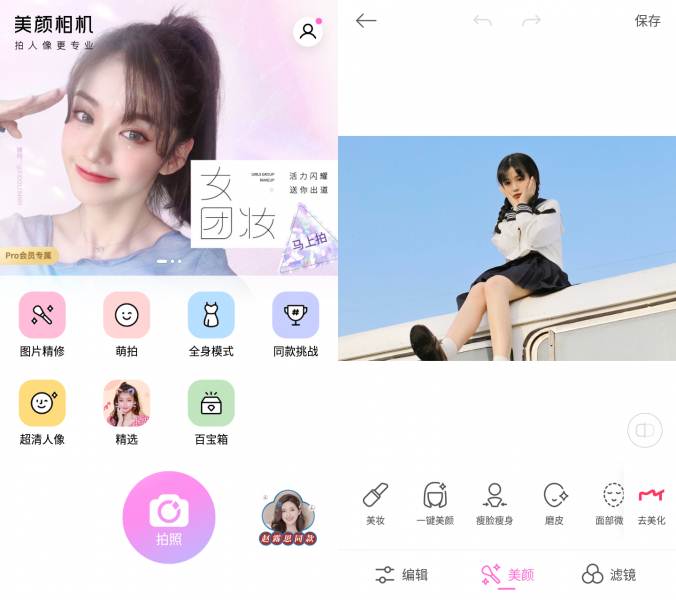 美颜相机
拍人像更专业
女
团妆
GIRLS GROUP
MAKEUP
活力闪耀
送你出道
马上拍
Pro会员专属
图片精修
萌拍
全身模式
同款挑战
超清人像
精选
百宝箱
拍照
赵露思同款
保存
美妆
一键美颜
瘦脸瘦身
磨皮
面部微
去美化
编辑
美颜
滤镜